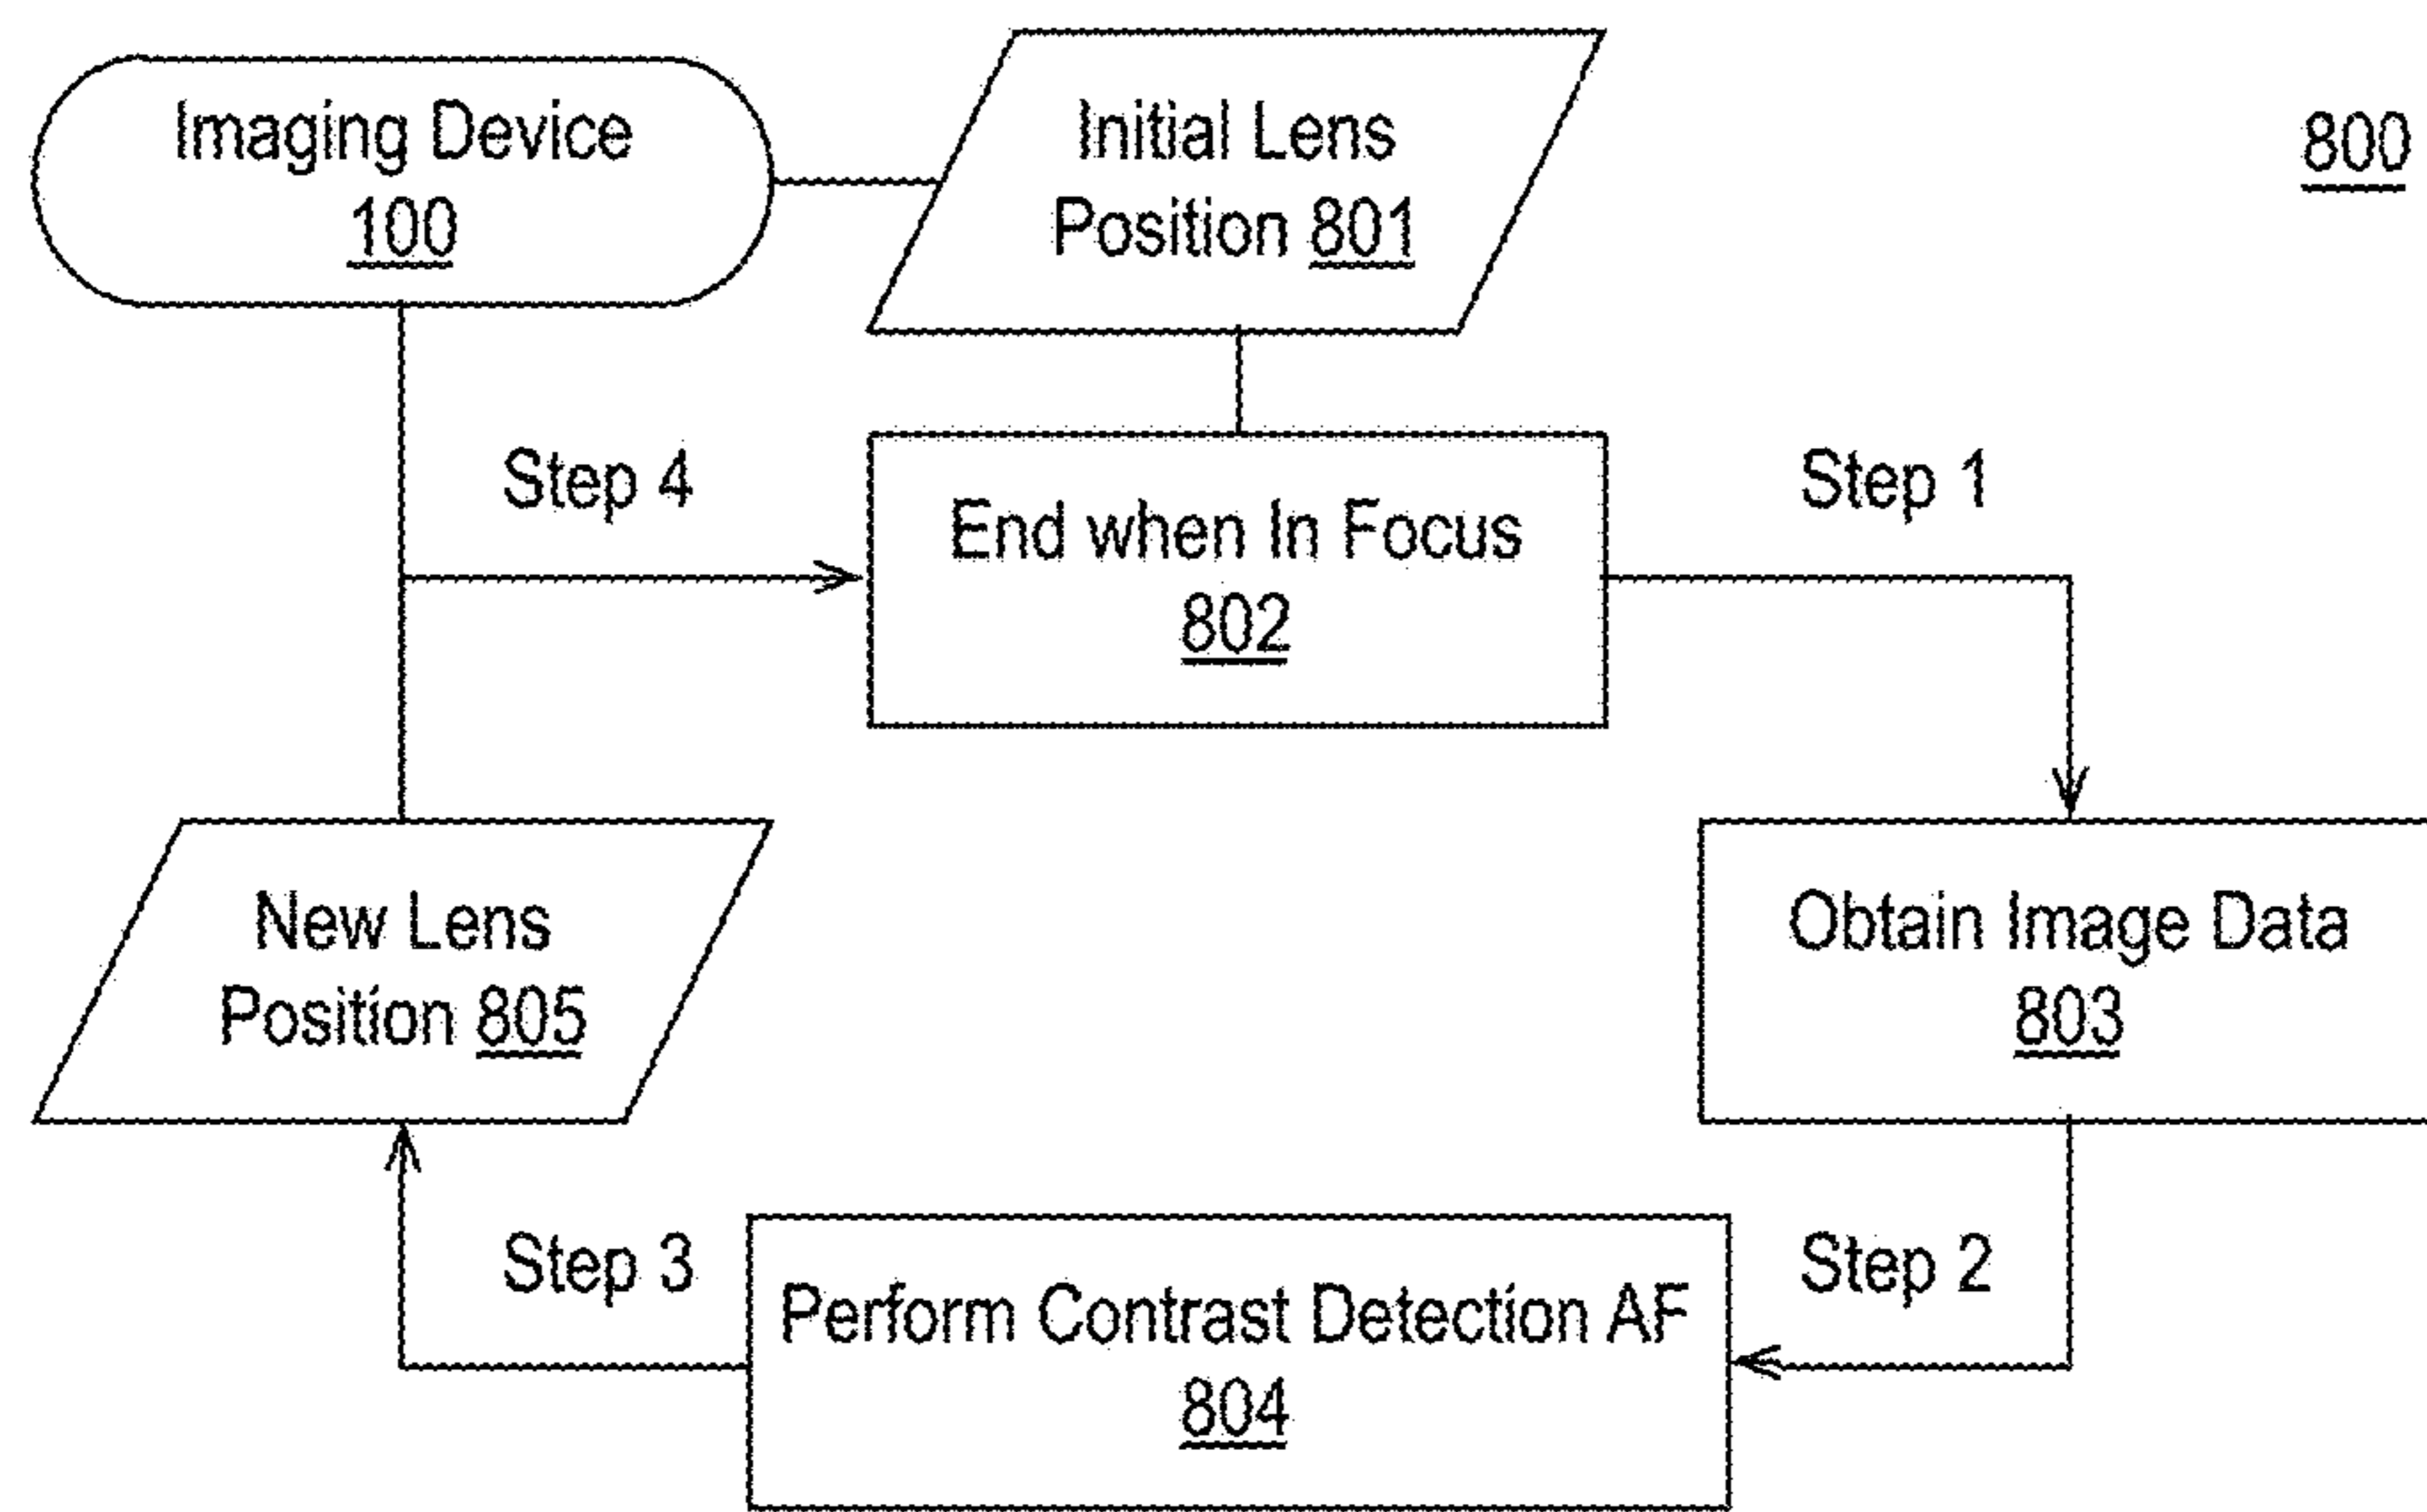 Imaging Device
100
Initial Lens
Position 801
800
Step 4
End when In Focus
802
Step 1
New Lens
Position 805
Obtain Image Data
803
Step 3
Perform Contrast Detection AF
804
Step 2